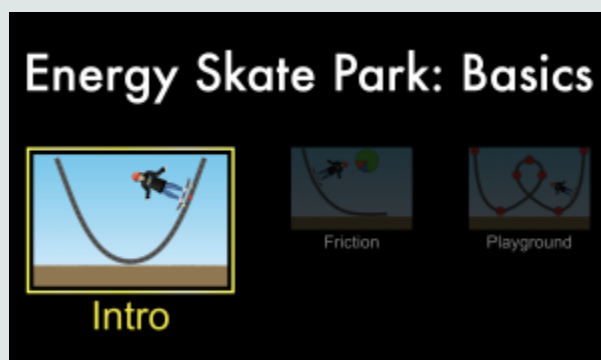 Energy Skate Park: Basics
Friction
Playground
Intro